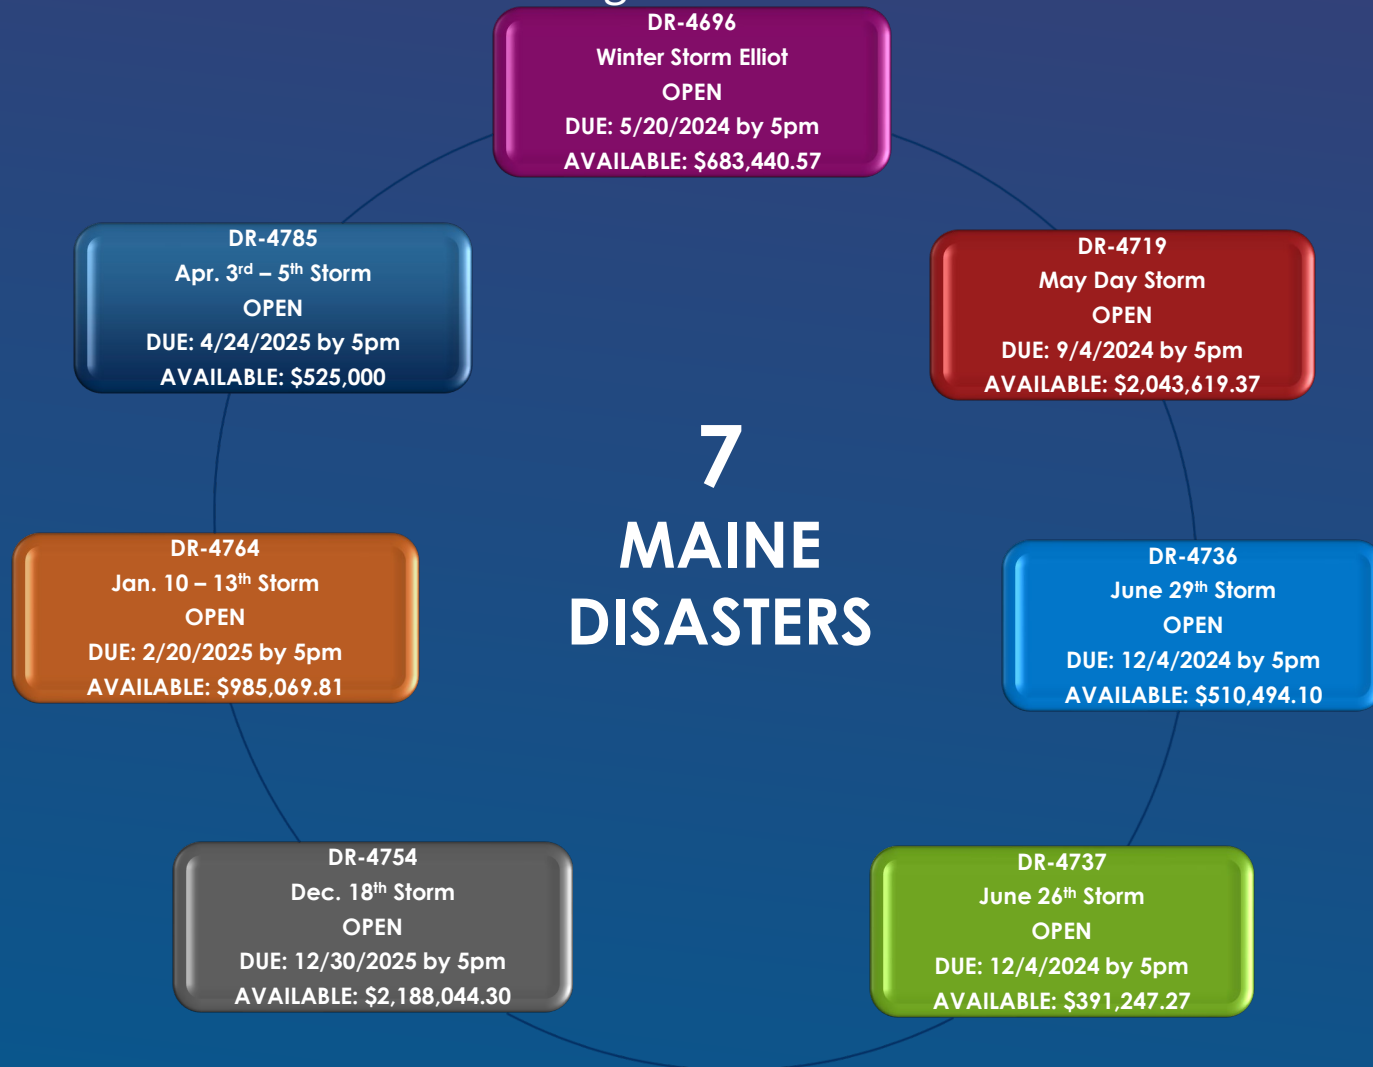 DR-4696
Winter Storm Elliot
OPEN
DUE: 5/20/2024 by 5pm
AVAILABLE: $683,440.57
DR-4785
Apr. 3rd – 5th Storm
OPEN
DUE: 4/24/2025 by 5pm
AVAILABLE: $525,000
DR-4719
May Day Storm
OPEN
DUE: 9/4/2024 by 5pm
AVAILABLE: $2,043,619.37
7
MAINE
DISASTERS
DR-4764
Jan. 10 – 13th Storm
OPEN
DUE: 2/20/2025 by 5pm
AVAILABLE: $985,069.81
DR-4736
June 29th Storm
OPEN
DUE: 12/4/2024 by 5pm
AVAILABLE: $510,494.10
DR-4754
Dec. 18th Storm
OPEN
DUE: 12/30/2025 by 5pm
AVAILABLE: $2,188,044.30
DR-4737
June 26th Storm
OPEN
DUE: 12/4/2024 by 5pm
AVAILABLE: $391,247.27